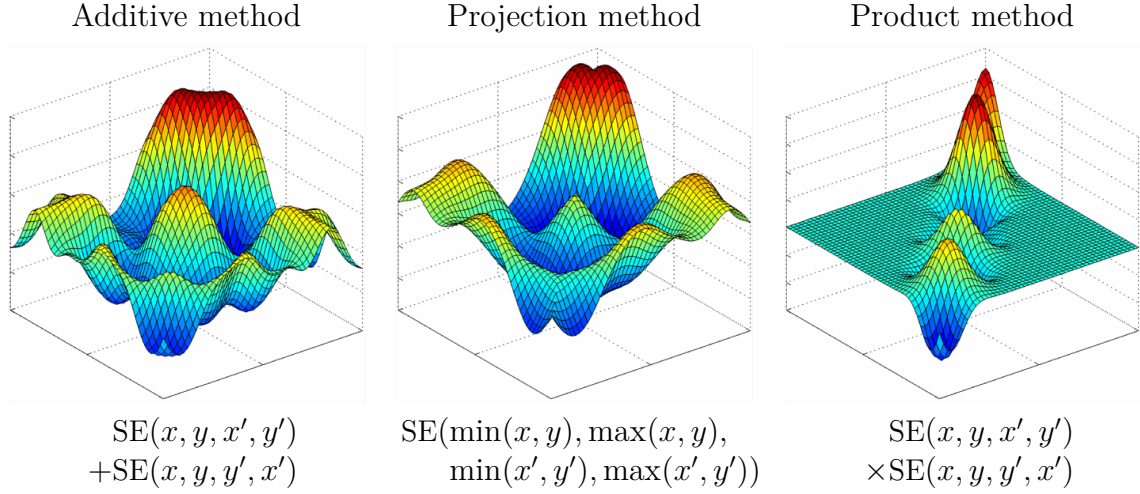 Additive method
Projection method
Product method
SE(x, y, x′, y′)
+SE(x, y, y′, x′)
SE(min(x, y), max(x, y),
min(x′, y′), max(x′, y′))
SE(x, y, x′, y′)
×SE(x, y, y′, x′)